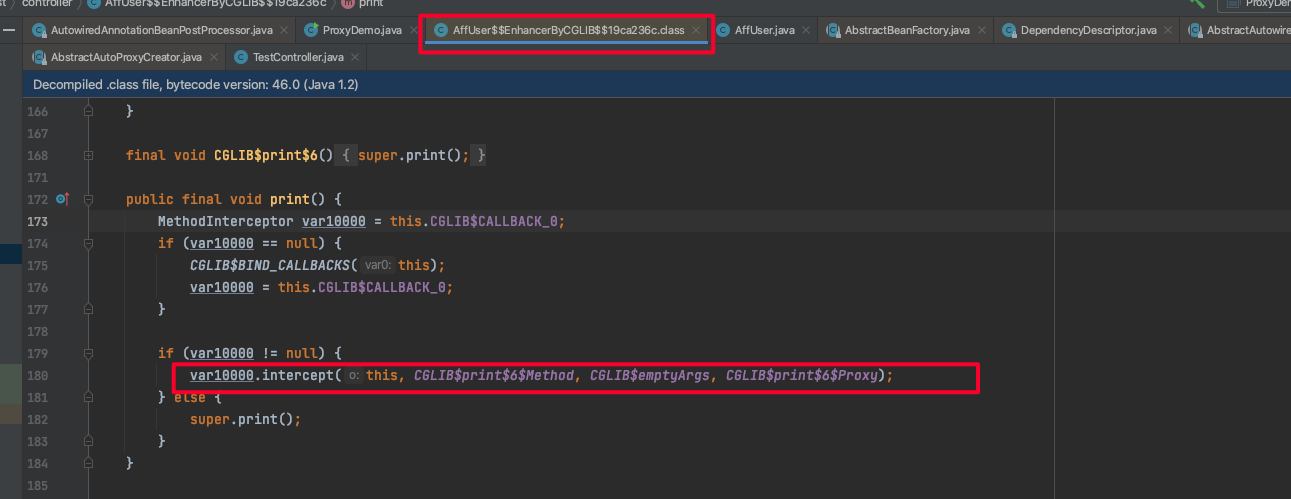 controller AffUser$$EnhancerByCGLIB$$19ca236c print
AutowiredAnnotationBeanPostProcessor.java ProxyDemo.java AffUser$$EnhancerByCGLIB$$19ca236c.class AffUser.java AbstractBeanFactory.java DependencyDescriptor.java AbstractAutowire
AbstractAutoProxyCreator.java TestController.java
Decompiled .class file, bytecode version: 46.0 (Java 1.2)
166 }
167
168 final void CGLIB$print$6() { super.print(); }
171
172 public final void print() {
173 MethodInterceptor var10000 = this.CGLIB$CALLBACK_0;
174 if (var10000 == null) {
175 CGLIB$BIND_CALLBACKS( var0: this);
176 var10000 = this.CGLIB$CALLBACK_0;
177 }
178
179 if (var10000 != null) {
180 var10000.intercept( o: this, CGLIB$print$6$Method, CGLIB$emptyArgs, CGLIB$print$6$Proxy);
181 } else {
182 super.print();
183 }
184 }
185